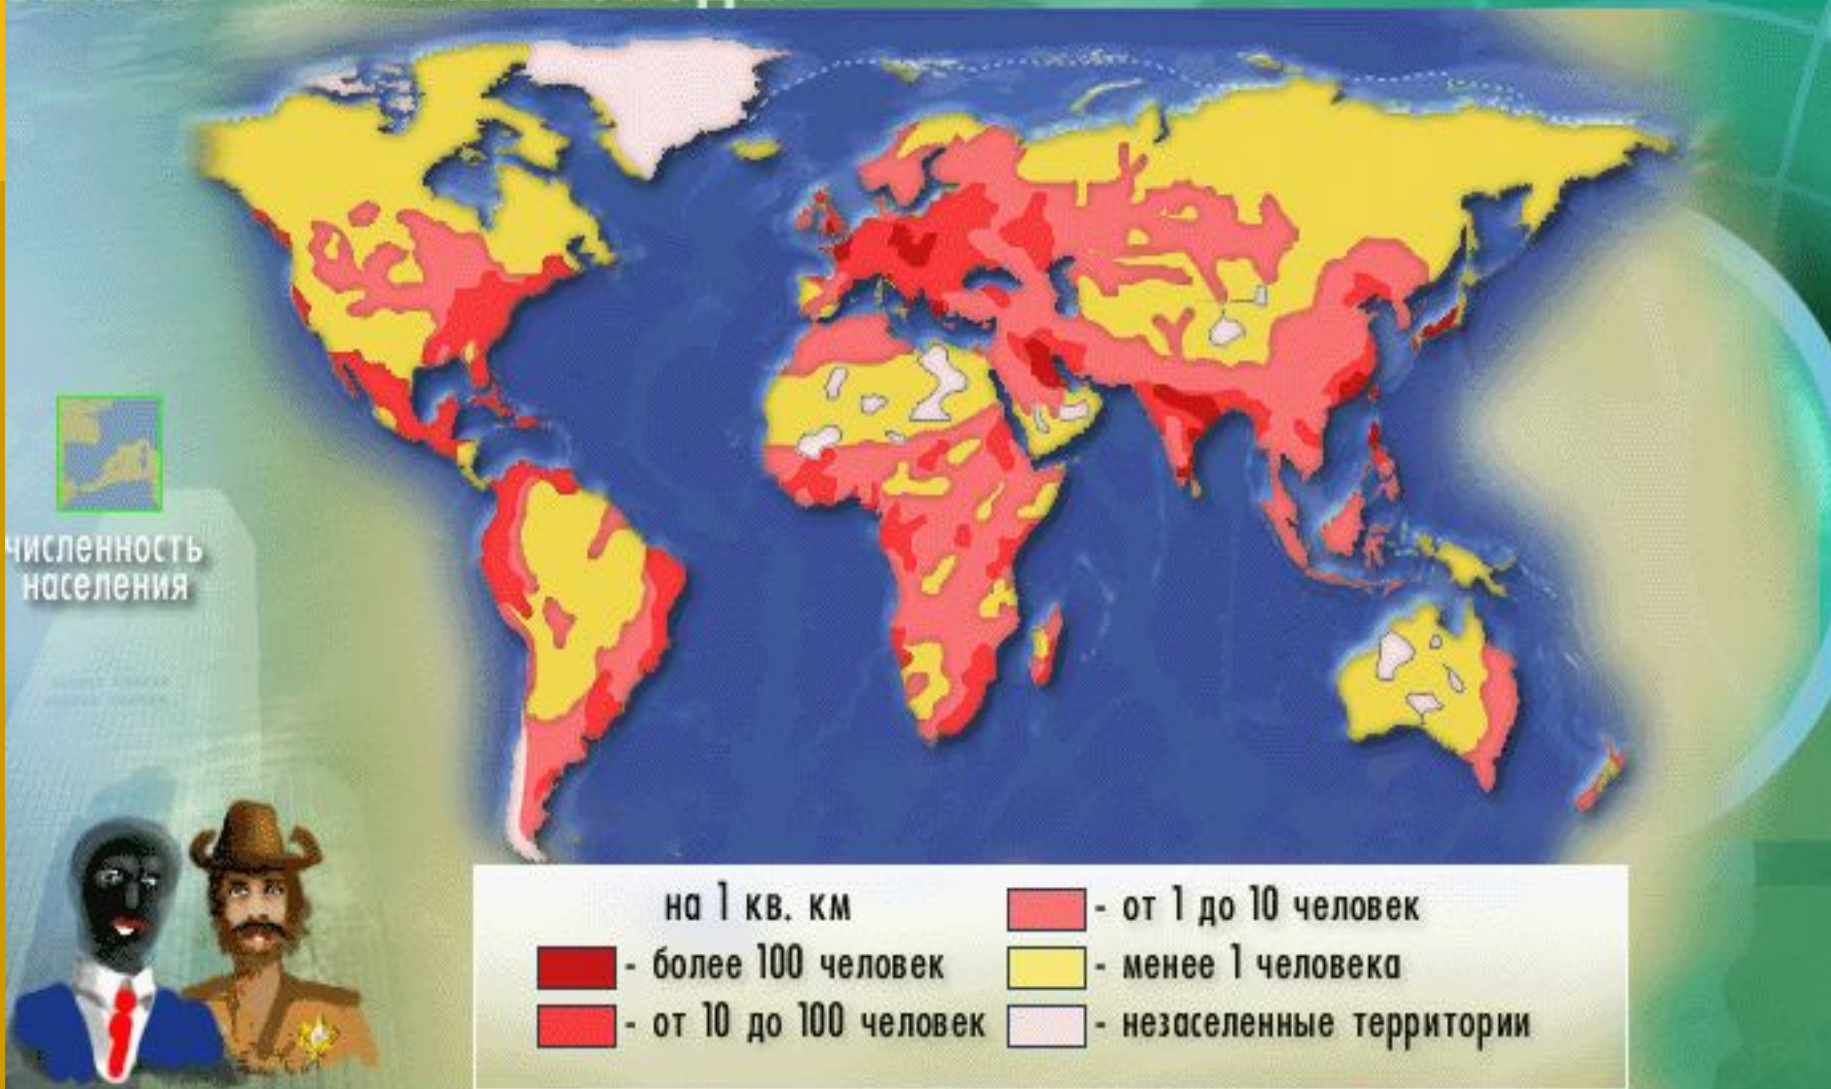 численность
населения
на 1 кв. км
- более 100 человек
- от 10 до 100 человек
- от 1 до 10 человек
- менее 1 человека
- незаселенные территории